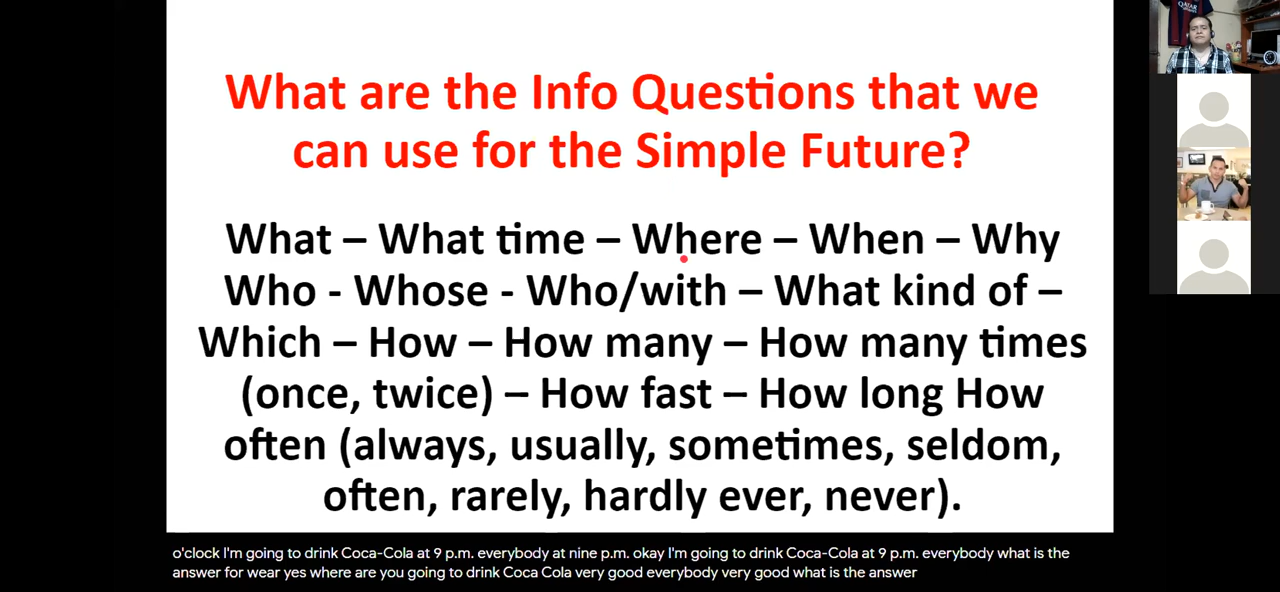 What are the Info Questions that we
can use for the Simple Future?
What – What time – Where – When – Why
Who - Whose - Who/with – What kind of –
Which – How – How many – How many times
(once, twice) – How fast – How long How
often (always, usually, sometimes, seldom,
often, rarely, hardly ever, never).
o'clock I'm going to drink Coca-Cola at 9 p.m. everybody at nine p.m. okay I'm going to drink Coca-Cola at 9 p.m. everybody what is the
answer for wear yes where are you going to drink Coca Cola very good everybody very good what is the answer
QATAR